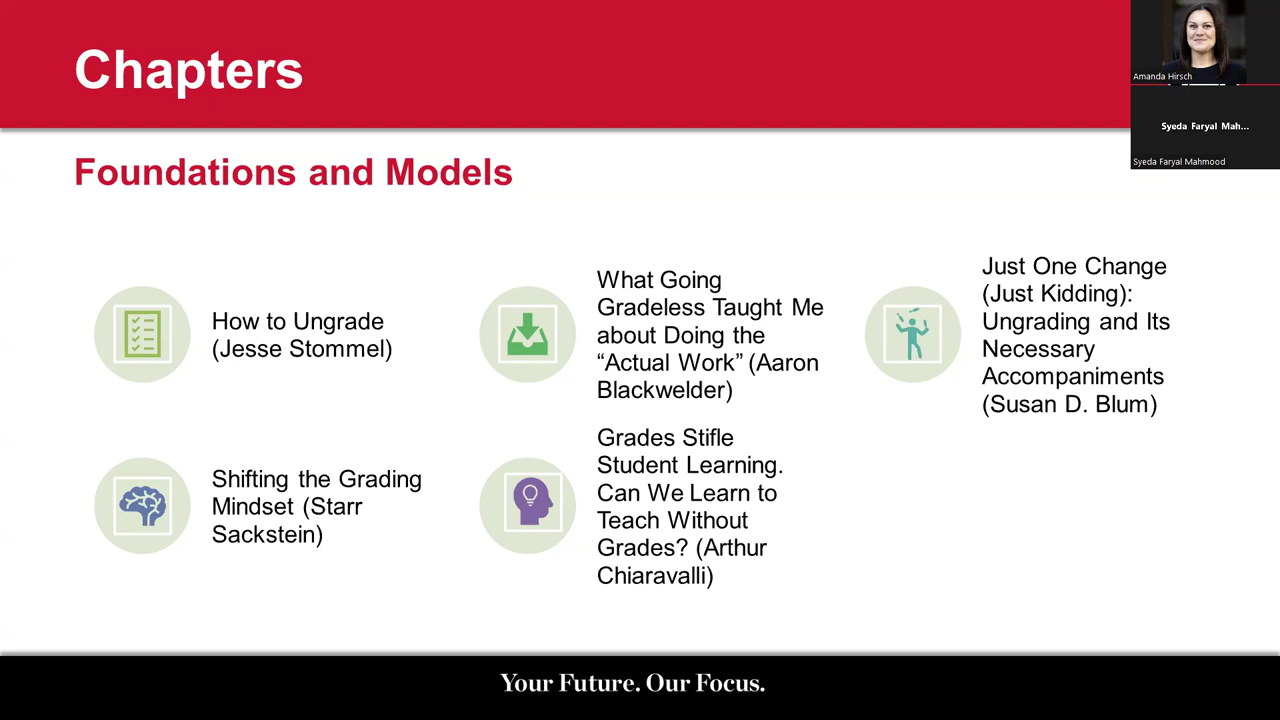 Chapters
Amanda Hirsch
Syeda Faryal Mah...
Syeda Faryal Mahmood
Foundations and Models
How to Ungrade
(Jesse Stommel)
What Going
Gradeless Taught Me
about Doing the
“Actual Work” (Aaron
Blackwelder)
Just One Change
(Just Kidding):
Ungrading and Its
Necessary
Accompaniments
(Susan D. Blum)
Shifting the Grading
Mindset (Starr
Sackstein)
Grades Stifle
Student Learning.
Can We Learn to
Teach Without
Grades? (Arthur
Chiaravalli)
Your Future. Our Focus.